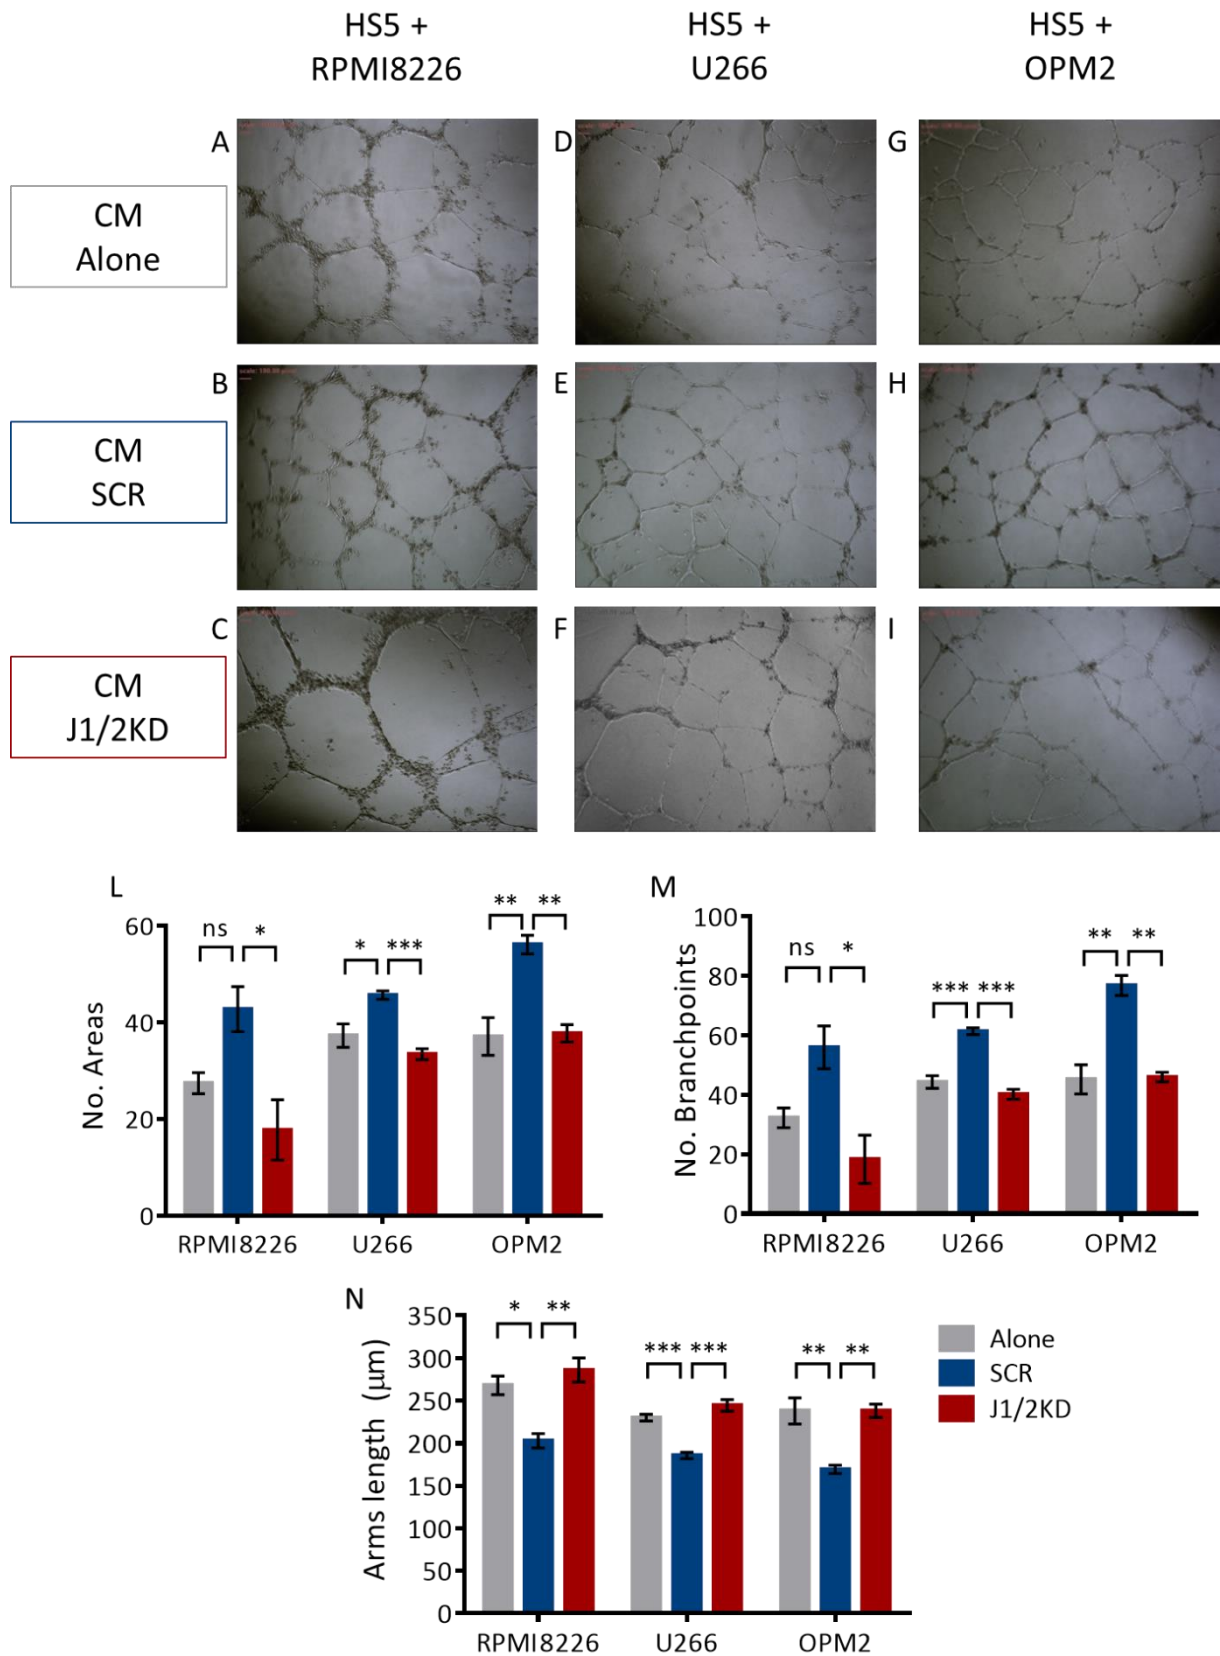 HS5 +
RPMI8226
HS5 +
U266
HS5 +
OPM2
A
D
G
CM
Alone
B
E
H
CM
SCR
C
F
I
CM
J1/2KD
L
No. Areas
60
40
20
0
ns
*
*
***
**
**
RPMI8226
U266
OPM2
M
No. Branchpoints
100
80
60
40
20
0
ns
*
***
***
**
**
RPMI8226
U266
OPM2
N
Arms length (μm)
350
300
250
200
150
100
50
0
*
**
***
***
**
**
RPMI8226
U266
OPM2
Alone
SCR
J1/2KD